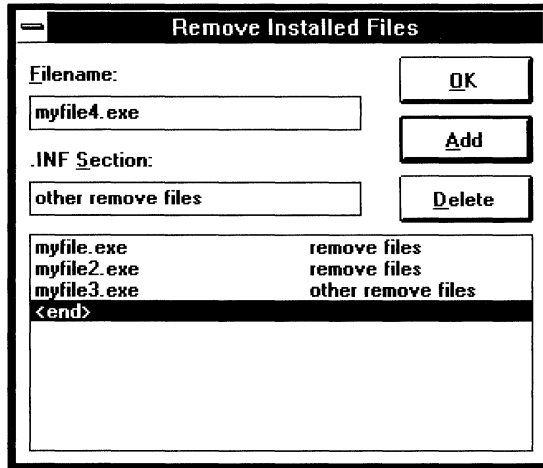 Remove Installed Files
Filename:
OK
myfile4.exe
Add
.INF Section:
other remove files
Delete
myfile.exe remove files
myfile2.exe remove files
myfile3.exe other remove files
<end>